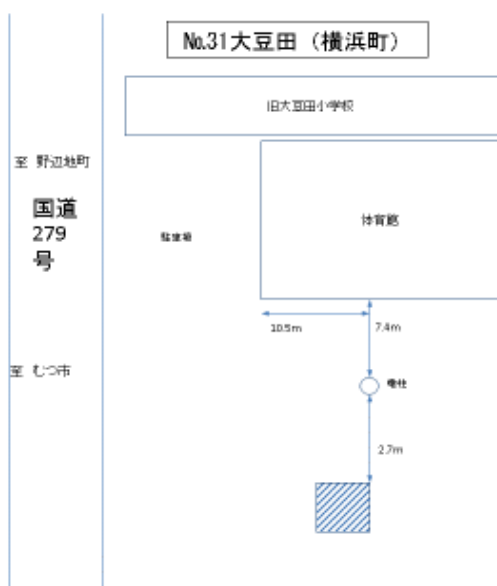 No.31大豆田（横浜町）
旧大豆田小学校
至 野辺地町
国道
279
号
駐車場
体育館
10.5m
7.4m
至 むつ市
電柱
2.7m